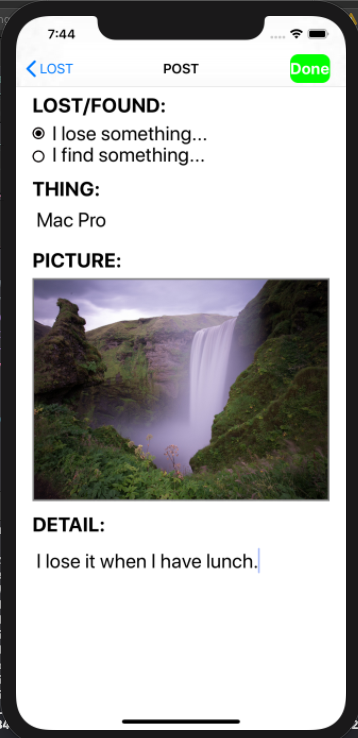 7:44
LOST
POST
Done
LOST/FOUND:
I lose something...
I find something...
THING:
Mac Pro
PICTURE:
DETAIL:
I lose it when I have lunch.